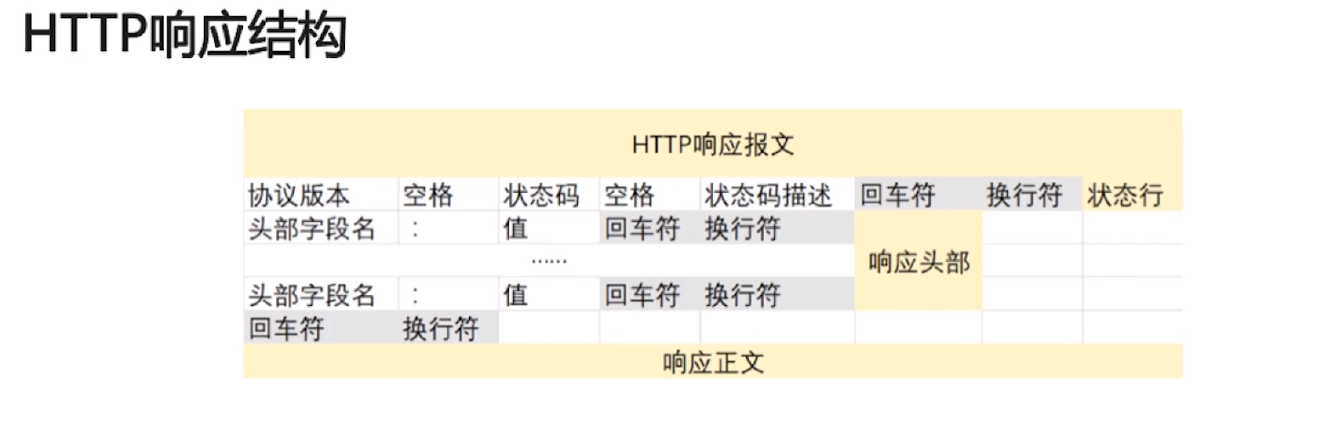 HTTP响应结构
HTTP响应报文
协议版本 空格 状态码 空格 状态码描述 回车符 换行符 状态行
头部字段名 : 值 回车符 换行符
响应头部
······
头部字段名 : 值 回车符 换行符
回车符 换行符
响应正文